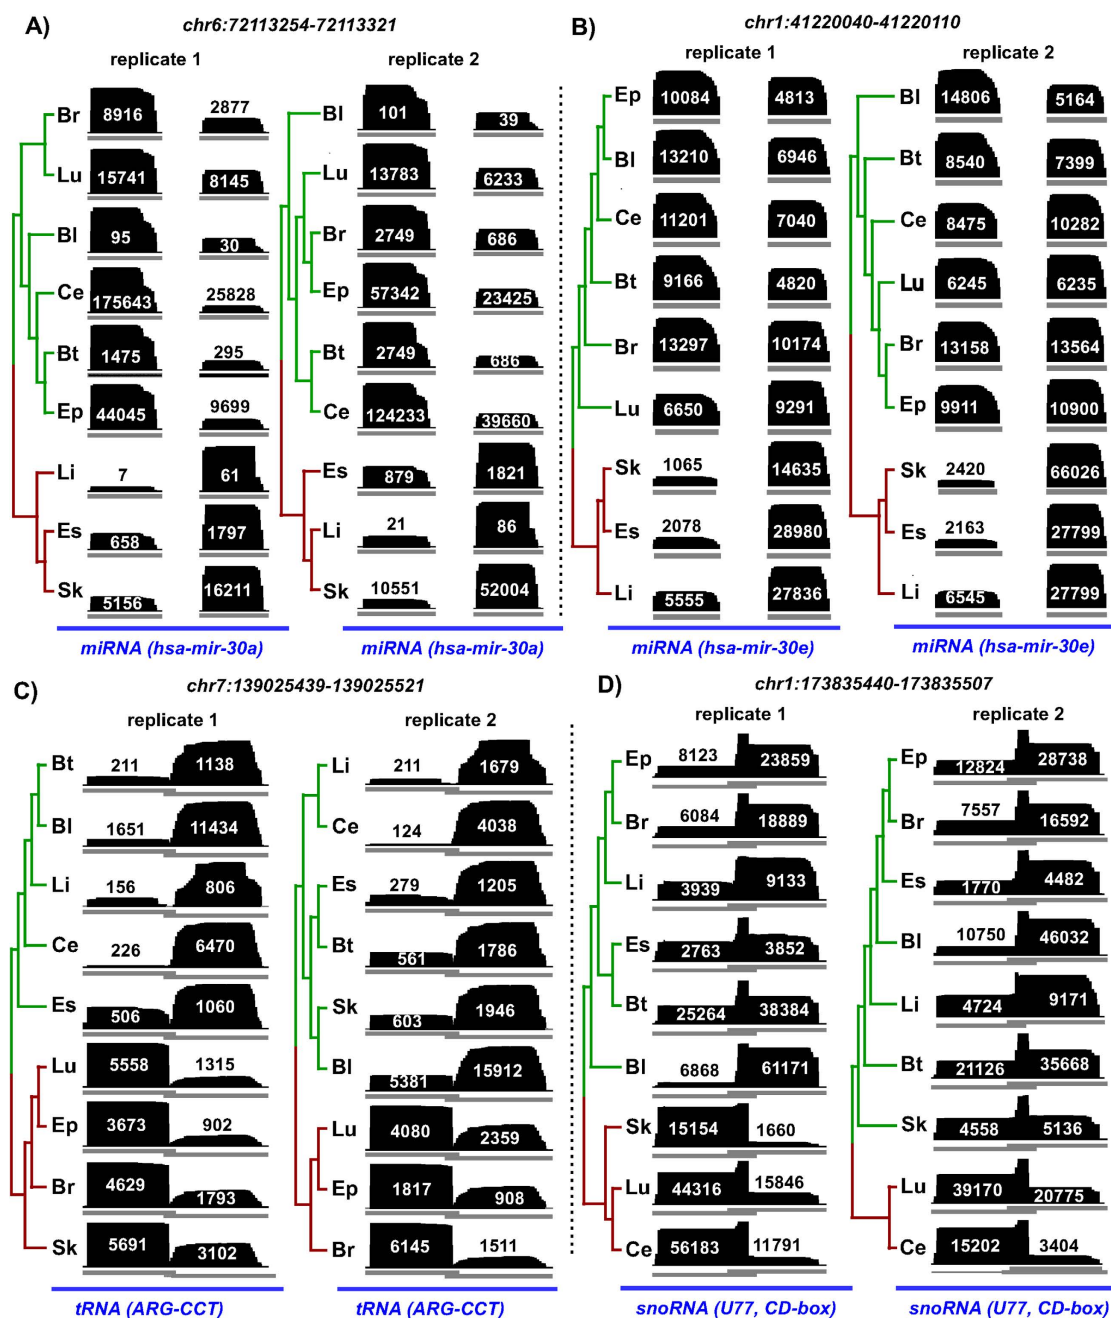 A)
chr6:72113254-72113321
replicate 1
replicate 2
Br 8916 2877
Lu 15741 8145
Bl 95 30
Ce 175643 25828
Bt 1475 295
Ep 44045 9699
Li 7 61
Es 658 1797
Sk 5156 16211
miRNA (hsa-mir-30a)
Bl 101 39
Lu 13783 6233
Br 2749 686
Ep 57342 23425
Bt 2749 686
Ce 124233 39660
Es 879 1821
Li 21 86
Sk 10551 52004
miRNA (hsa-mir-30a)
B)
chr1:41220040-41220110
replicate 1
replicate 2
Ep 10084 4813
Bl 13210 6946
Ce 11201 7040
Bt 9166 4820
Br 13297 10174
Lu 6650 9291
Sk 1065 14635
Es 2078 28980
Li 5555 27836
miRNA (hsa-mir-30e)
Bl 14806 5164
Bt 8540 7399
Ce 8475 10282
Lu 6245 6235
Br 13158 13564
Ep 9911 10900
Sk 2420 66026
Es 2163 27799
Li 6545 27799
miRNA (hsa-mir-30e)
C)
chr7:139025439-139025521
replicate 1
replicate 2
Bt 211 1138
Bl 1651 11434
Li 156 806
Ce 226 6470
Es 506 1060
Lu 5558 1315
Ep 3673 902
Br 4629 1793
Sk 5691 3102
tRNA (ARG-CCT)
Li 211 1679
Ce 124 4038
Es 279 1205
Bt 561 1786
Sk 603 1946
Bl 5381 15912
Lu 4080 2359
Ep 1817 908
Br 6145 1511
tRNA (ARG-CCT)
D)
chr1:173835440-173835507
replicate 1
replicate 2
Ep 8123 23859
Br 6084 18889
Li 3939 9133
Es 2763 3852
Bt 25264 38384
Bl 6868 61171
Sk 15154 1660
Lu 44316 15846
Ce 56183 11791
snoRNA (U77, CD-box)
Ep 12824 28738
Br 7557 16592
Es 1770 4482
Bl 10750 46032
Li 4724 9171
Bt 21126 35668
Sk 4558 5136
Lu 39170 20775
Ce 15202 3404
snoRNA (U77, CD-box)